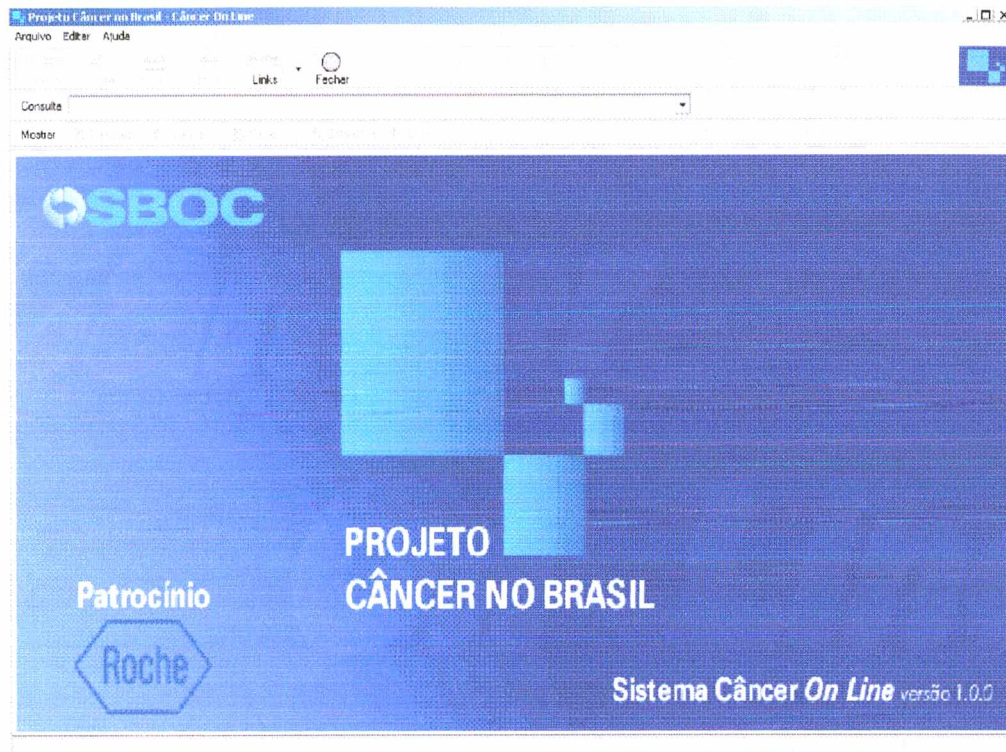 Projeto Câncer no Brasil - Câncer On Line
Arquivo Editar Ajuda
Links Fechar
Consulta
Mostrar
SBOC
PROJETO
CÂNCER NO BRASIL
Patrocínio
Roche
Sistema Câncer On Line versão 1.0.0